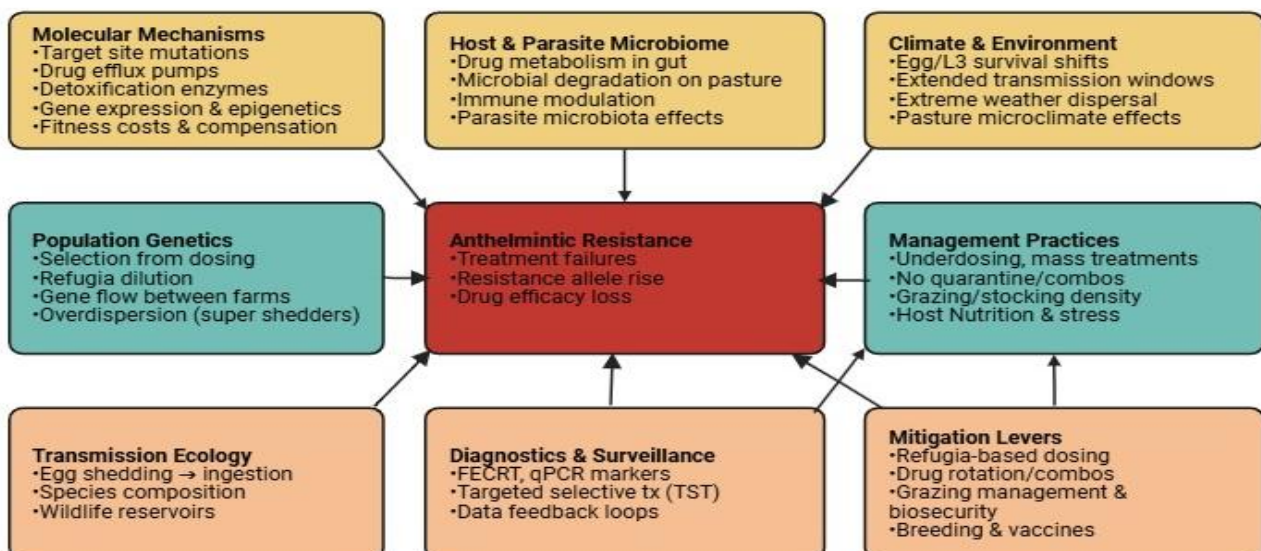 Molecular Mechanisms
•Target site mutations
•Drug efflux pumps
•Detoxification enzymes
•Gene expression & epigenetics
•Fitness costs & compensation
Host & Parasite Microbiome
•Drug metabolism in gut
•Microbial degradation on pasture
•Immune modulation
•Parasite microbiota effects
Climate & Environment
•Egg/L3 survival shifts
•Extended transmission windows
•Extreme weather dispersal
•Pasture microclimate effects
Population Genetics
•Selection from dosing
•Refugia dilution
•Gene flow between farms
•Overdispersion (super shedders)
Anthelmintic Resistance
•Treatment failures
•Resistance allele rise
•Drug efficacy loss
Management Practices
•Underdosing, mass treatments
•No quarantine/combos
•Grazing/stocking density
•Host Nutrition & stress
Transmission Ecology
•Egg shedding → ingestion
•Species composition
•Wildlife reservoirs
Diagnostics & Surveillance
•FECRT, qPCR markers
•Targeted selective tx (TST)
•Data feedback loops
Mitigation Levers
•Refugia-based dosing
•Drug rotation/combos
•Grazing management &
biosecurity
•Breeding & vaccines